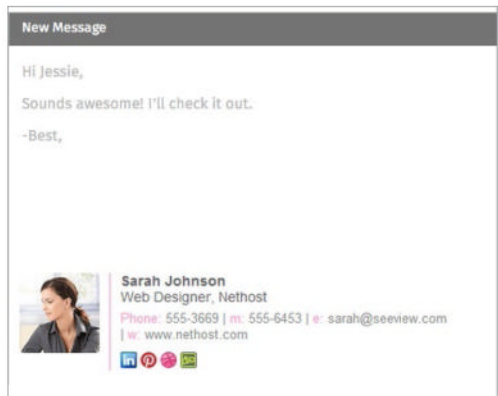 New Message
Hi Jessie,
Sounds awesome! I'll check it out.
-Best,
Sarah Johnson
Web Designer, Nethost
Phone: 555-3669 | m: 555-6453 | e: sarah@seeview.com
| w: www.nethost.com
in